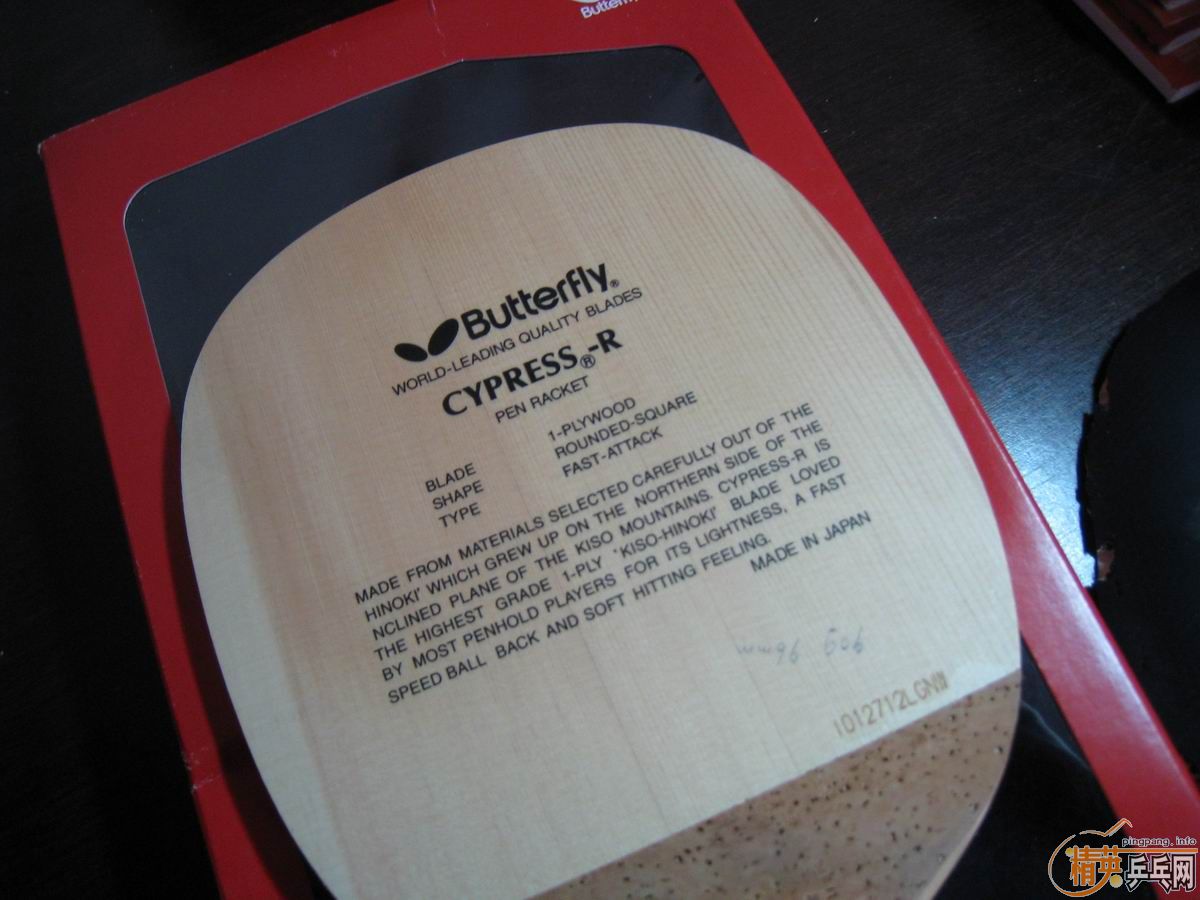 Butterfly
Butterfly®
WORLD-LEADING QUALITY BLADES
CYPRESS®-R
PEN RACKET
BLADE 1-PLYWOOD
SHAPE ROUNDED-SQUARE
TYPE FAST-ATTACK
MADE FROM MATERIALS SELECTED CAREFULLY OUT OF THE
HINOKI' WHICH GREW UP ON THE NORTHERN SIDE OF THE
NCLINED PLANE OF THE KISO MOUNTAINS. CYPRESS-R IS
THE HIGHEST GRADE 1-PLY 'KISO-HINOKI' BLADE LOVED
BY MOST PENHOLD PLAYERS FOR ITS LIGHTNESS, A FAST
SPEED BALL BACK AND SOFT HITTING FEELING.
MADE IN JAPAN
90g 96mm
pingpang.info
精英乒乓网